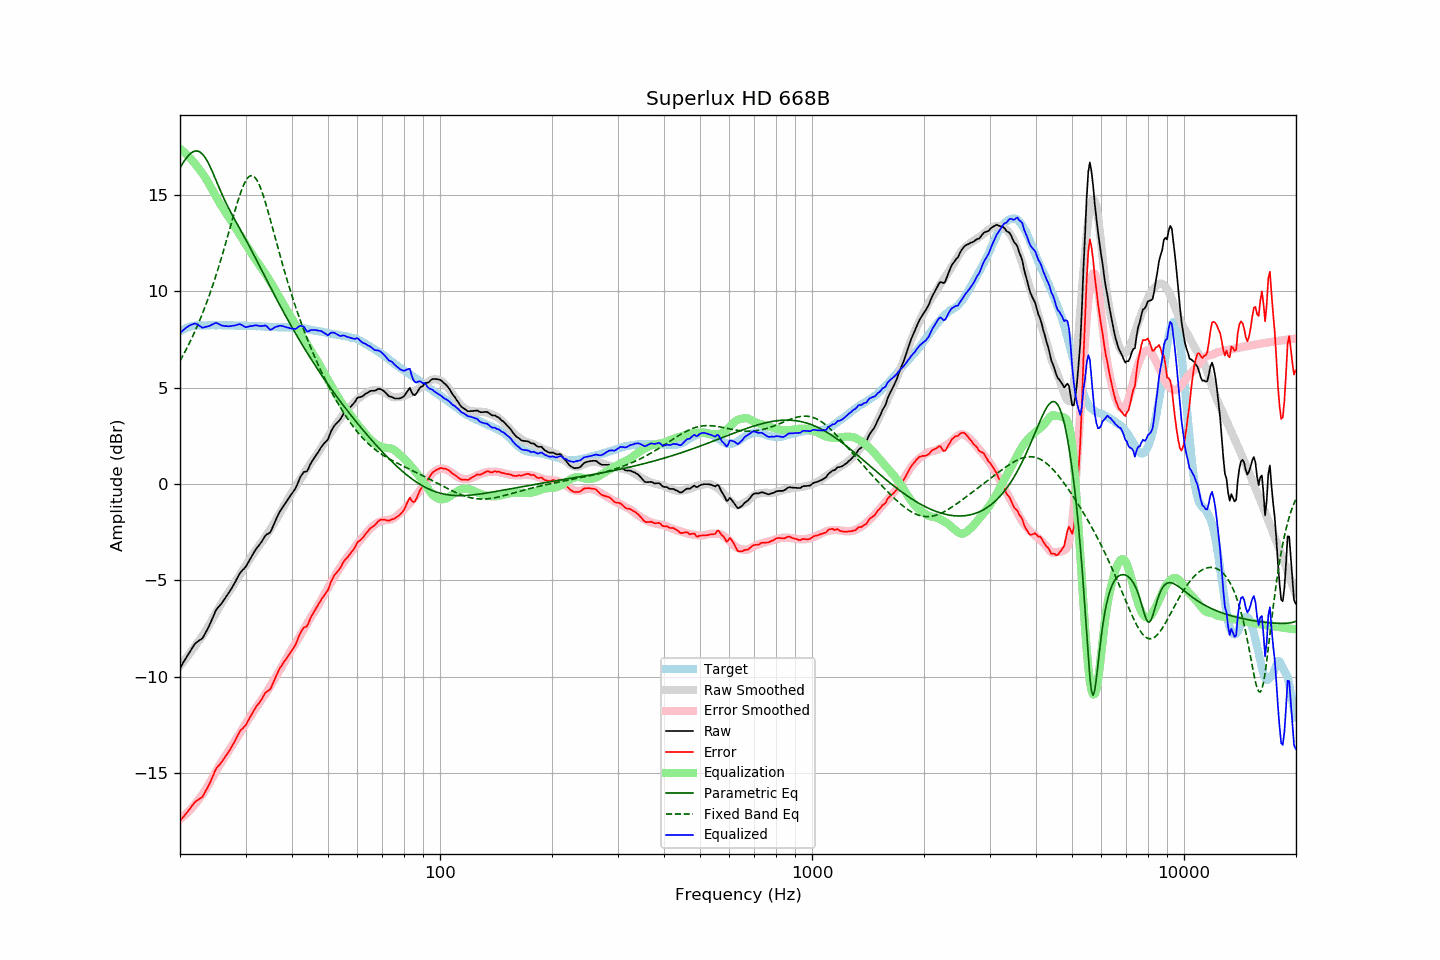 Superlux HD 668B
Amplitude (dBr)
15
10
5
0
−5
−10
−15
100
1000
10000
Frequency (Hz)
Target
Raw Smoothed
Error Smoothed
Raw
Error
Equalization
Parametric Eq
Fixed Band Eq
Equalized